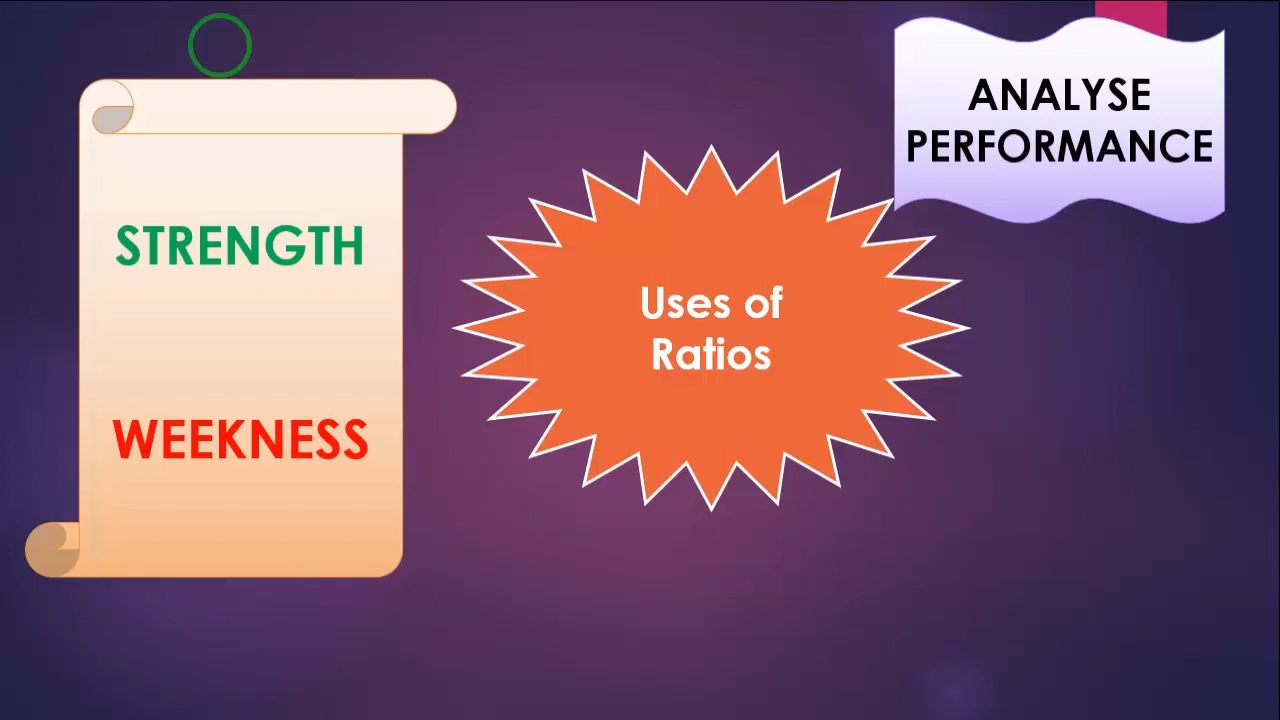 STRENGTH
WEEKNESS
Uses of
Ratios
ANALYSE
PERFORMANCE